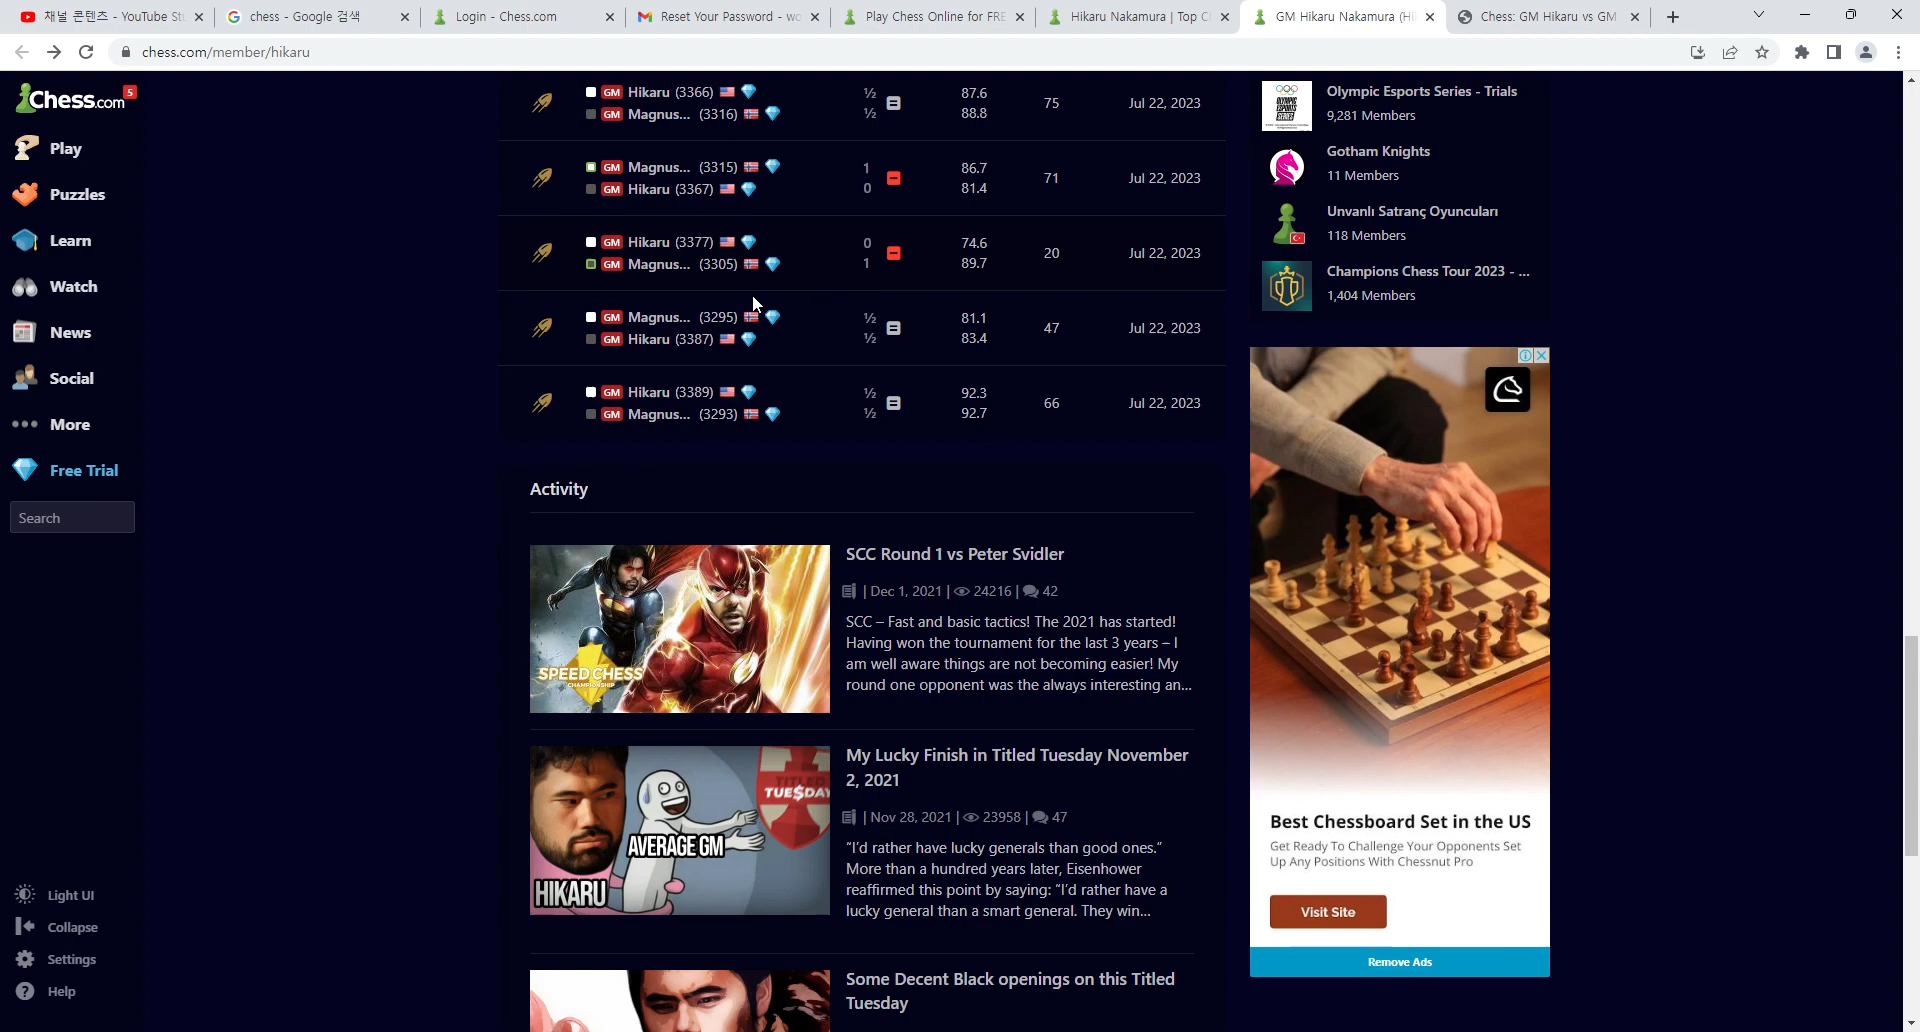 채널 콘텐츠 - YouTube St
chess - Google 검색
Login - Chess.com
Reset Your Password - wo
Play Chess Online for FRE
Hikaru Nakamura | Top C
GM Hikaru Nakamura (Hi
Chess: GM Hikaru vs GM
chess.com/member/hikaru
Chess.com 5
Play
Puzzles
Learn
Watch
News
Social
More
Free Trial
Search
Light UI
Collapse
Settings
Help
GM Hikaru (3366) ½ 87.6
GM Magnus... (3316) ½ 88.8
75 Jul 22, 2023
GM Magnus... (3315) 1 86.7
GM Hikaru (3367) 0 81.4
71 Jul 22, 2023
GM Hikaru (3377) 0 74.6
GM Magnus... (3305) 1 89.7
20 Jul 22, 2023
GM Magnus... (3295) ½ 81.1
GM Hikaru (3387) ½ 83.4
47 Jul 22, 2023
GM Hikaru (3389) ½ 92.3
GM Magnus... (3293) ½ 92.7
66 Jul 22, 2023
Activity
SPEED CHESS
CHAMPIONSHIP
SCC Round 1 vs Peter Svidler
| Dec 1, 2021 | 24216 | 42
SCC – Fast and basic tactics! The 2021 has started!
Having won the tournament for the last 3 years – I
am well aware things are not becoming easier! My
round one opponent was the always interesting an...
TITLED
TUE$DAY
AVERAGE GM
HIKARU
My Lucky Finish in Titled Tuesday November
2, 2021
| Nov 28, 2021 | 23958 | 47
“I’d rather have lucky generals than good ones.”
More than a hundred years later, Eisenhower
reaffirmed this point by saying: “I’d rather have a
lucky general than a smart general. They win...
Some Decent Black openings on this Titled
Tuesday
OLYMPIC
ESPORTS
SERIES
Olympic Esports Series - Trials
9,281 Members
Gotham Knights
11 Members
Unvanlı Satranç Oyuncuları
118 Members
Champions Chess Tour 2023 - ...
1,404 Members
Best Chessboard Set in the US
Get Ready To Challenge Your Opponents Set
Up Any Positions With Chessnut Pro
Visit Site
Remove Ads